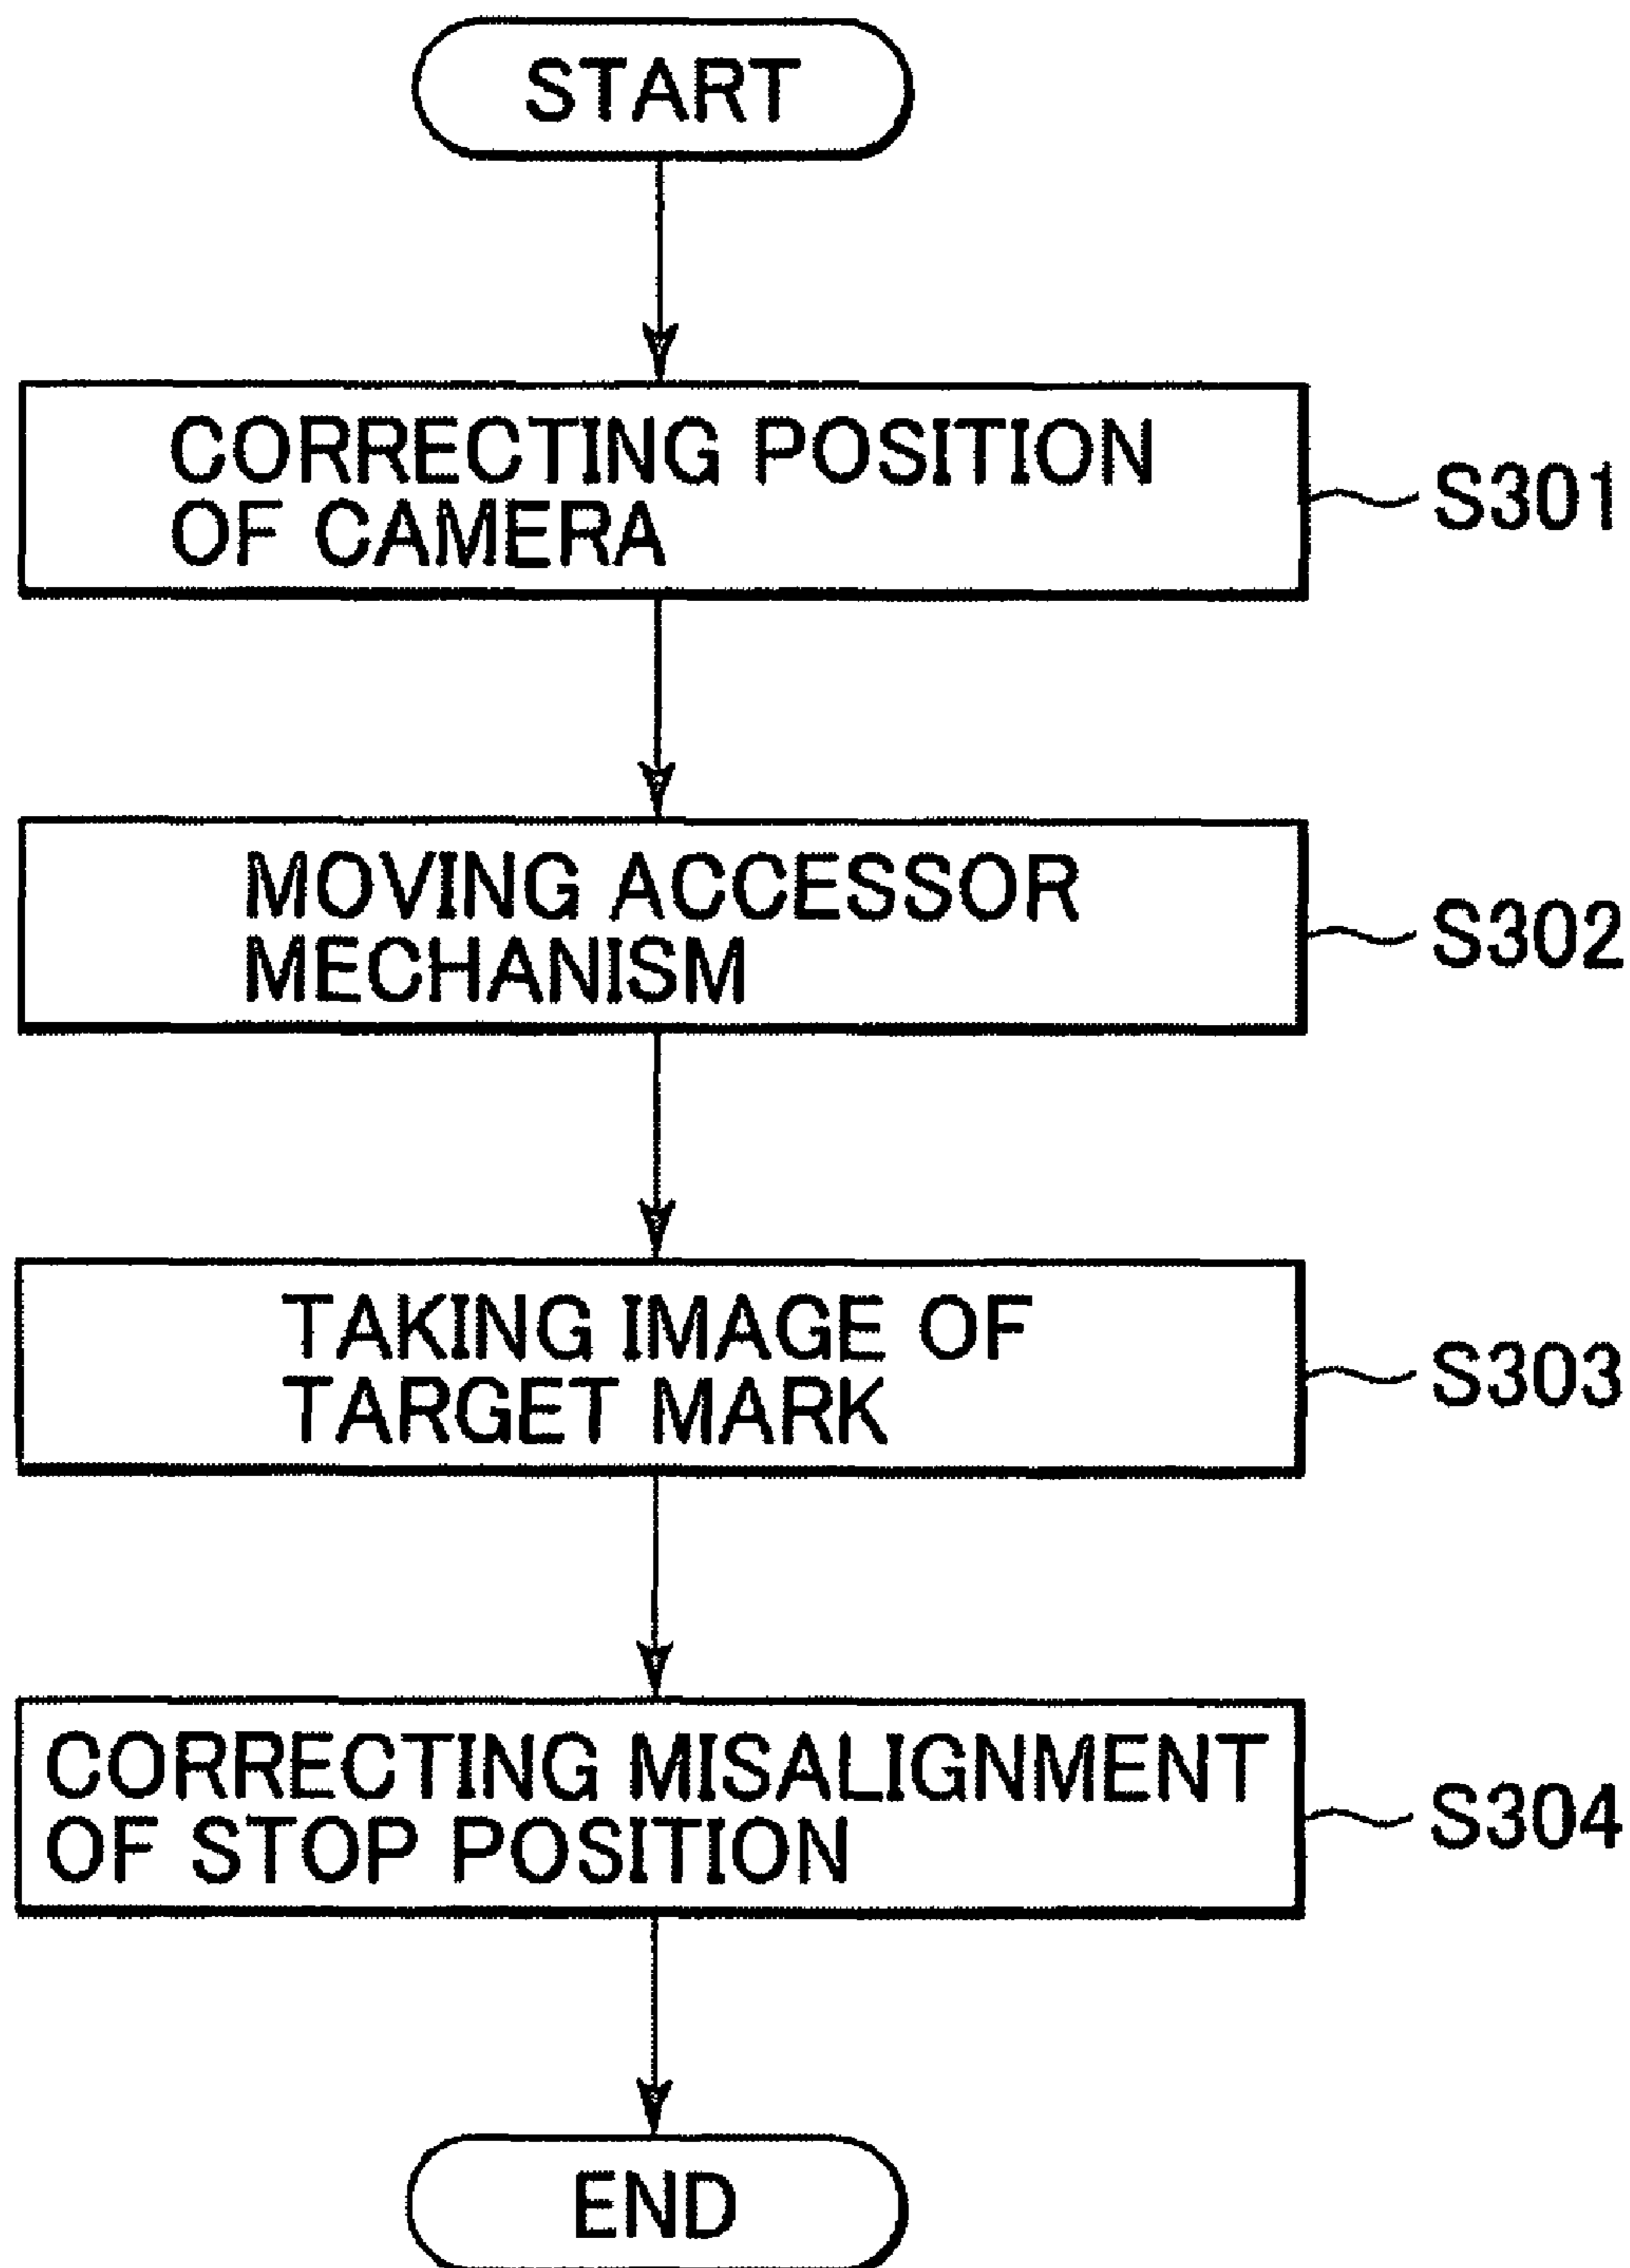 START
CORRECTING POSITION
OF CAMERA
S301
MOVING ACCESSOR
MECHANISM
S302
TAKING IMAGE OF
TARGET MARK
S303
CORRECTING MISALIGNMENT
OF STOP POSITION
S304
END